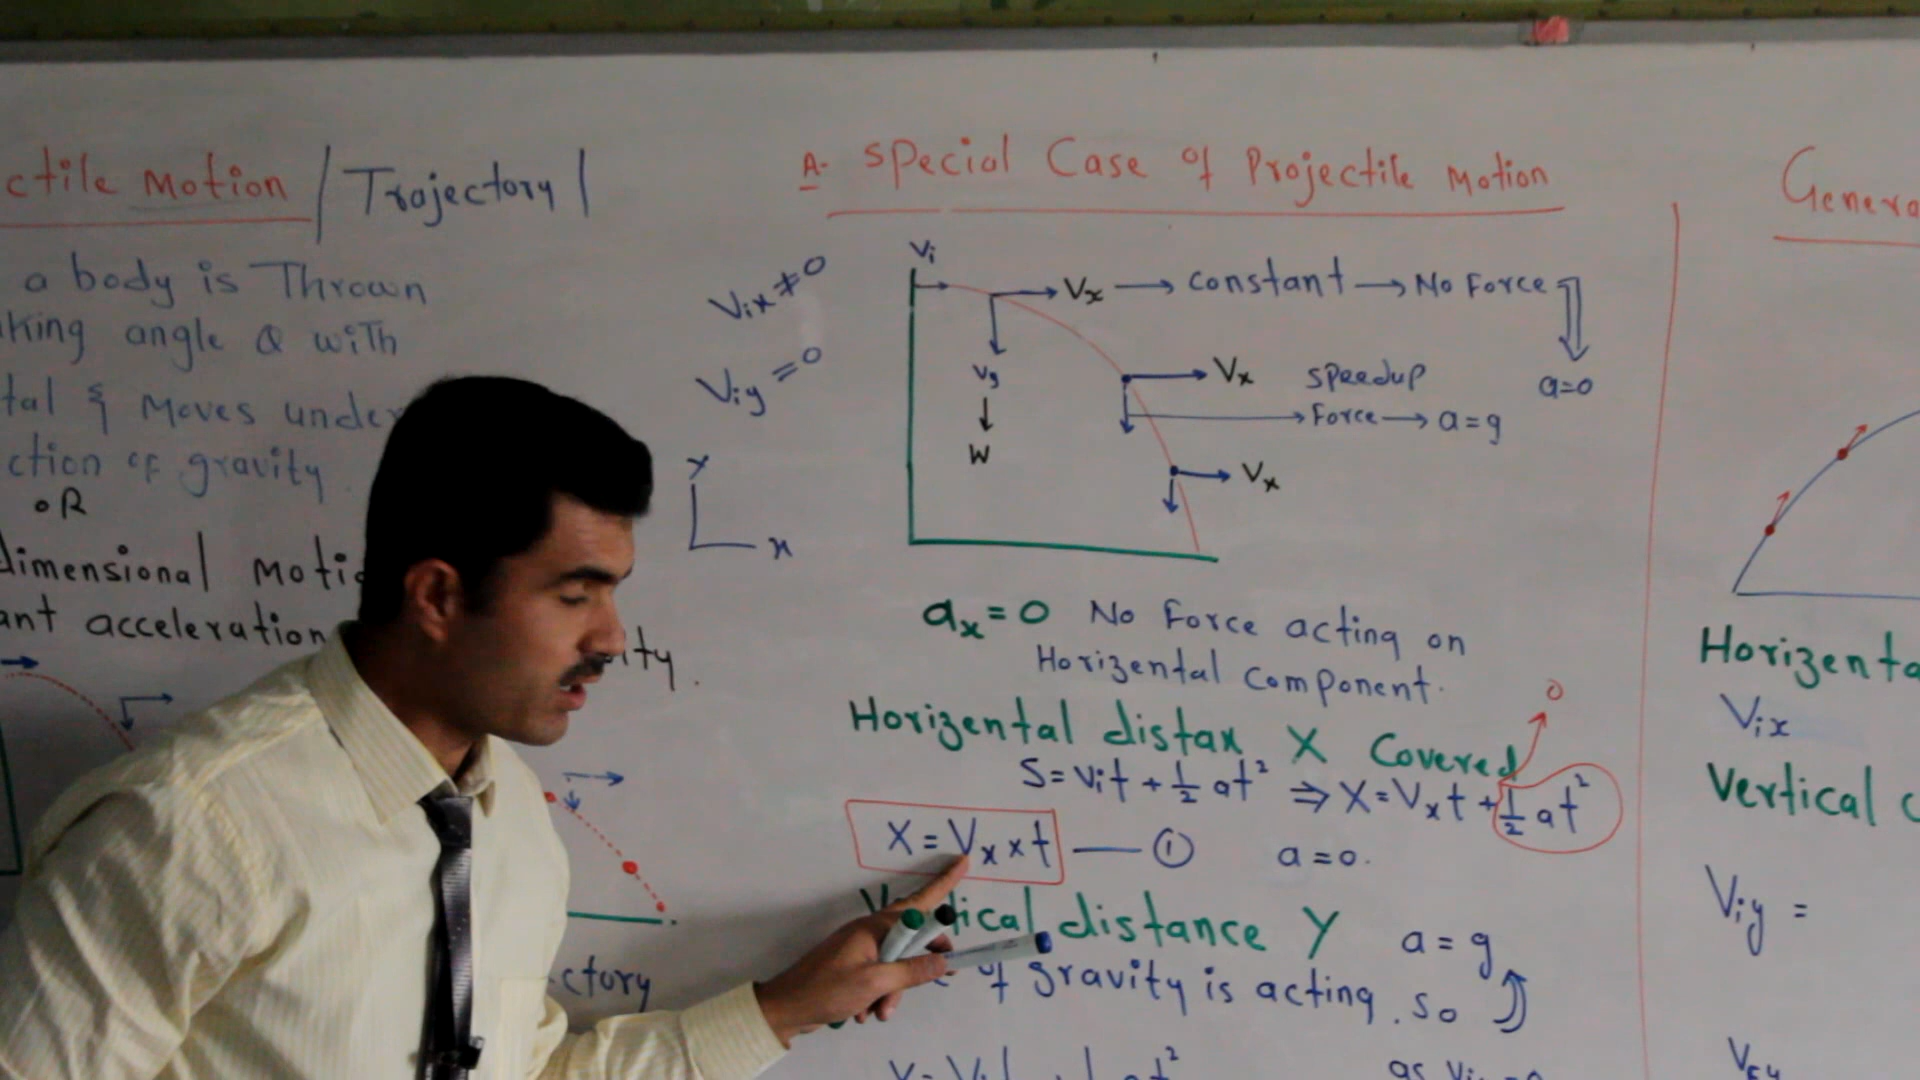 ctile Motion / Trajectory /
a body is Thrown
king angle Q with
tal & Moves under
ction of gravity.
OR
dimensional
ant acceleration
ity.
ctory
A- Special Case of Projectile Motion
Vix ≠ 0
Viy = 0
Y
x
Vi
Vx → constant → No Force
a=0
Vy
↓
W
Vx speedup
Force → a = g
Vx
ax = 0 No Force acting on
Horizental Component.
Horizental distax X Covered
0
S = Vit + 1/2 at² ⇒ X = Vxt + 1/2 at²
X = Vx × t — ① a = 0.
distance Y a = g
of gravity is acting. So
as
Genera
Horizenta
Vix
Vertical C
Viy =